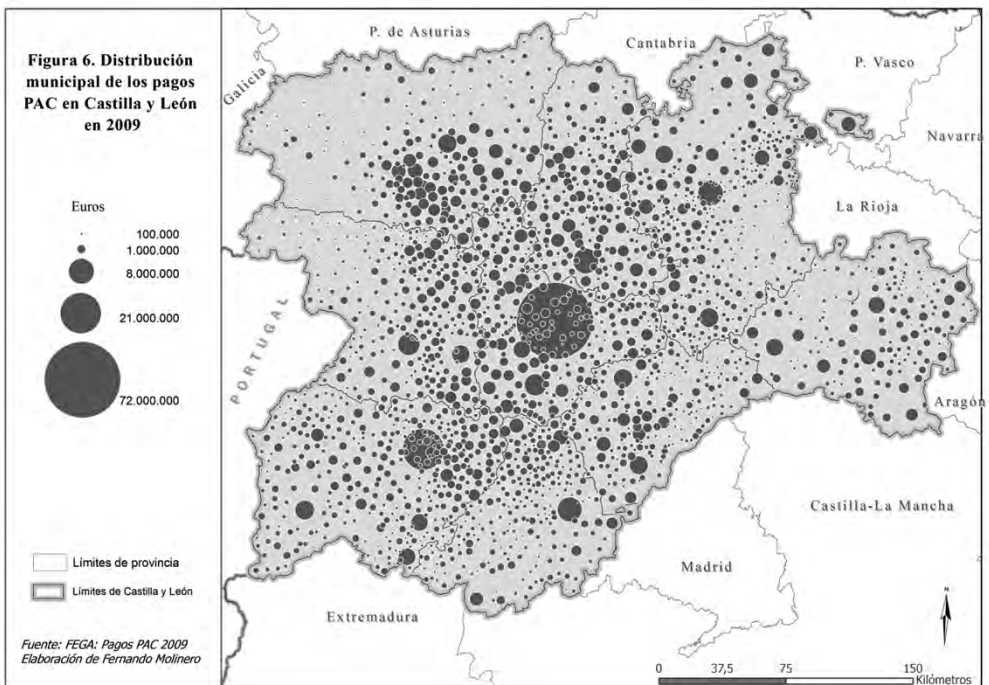 Figura 6. Distribución
municipal de los pagos
PAC en Castilla y León
en 2009
Euros
100.000
1.000.000
8.000.000
21.000.000
72.000.000
Límites de provincia
Límites de Castilla y León
Fuente: FEGA: Pagos PAC 2009
Elaboración de Fernando Molinero
P. de Asturias
Cantabria
P. Vasco
Galicia
Navarra
La Rioja
PORTUGAL
Aragón
Castilla-La Mancha
Madrid
Extremadura
N
0 37,5 75 150
Kilómetros